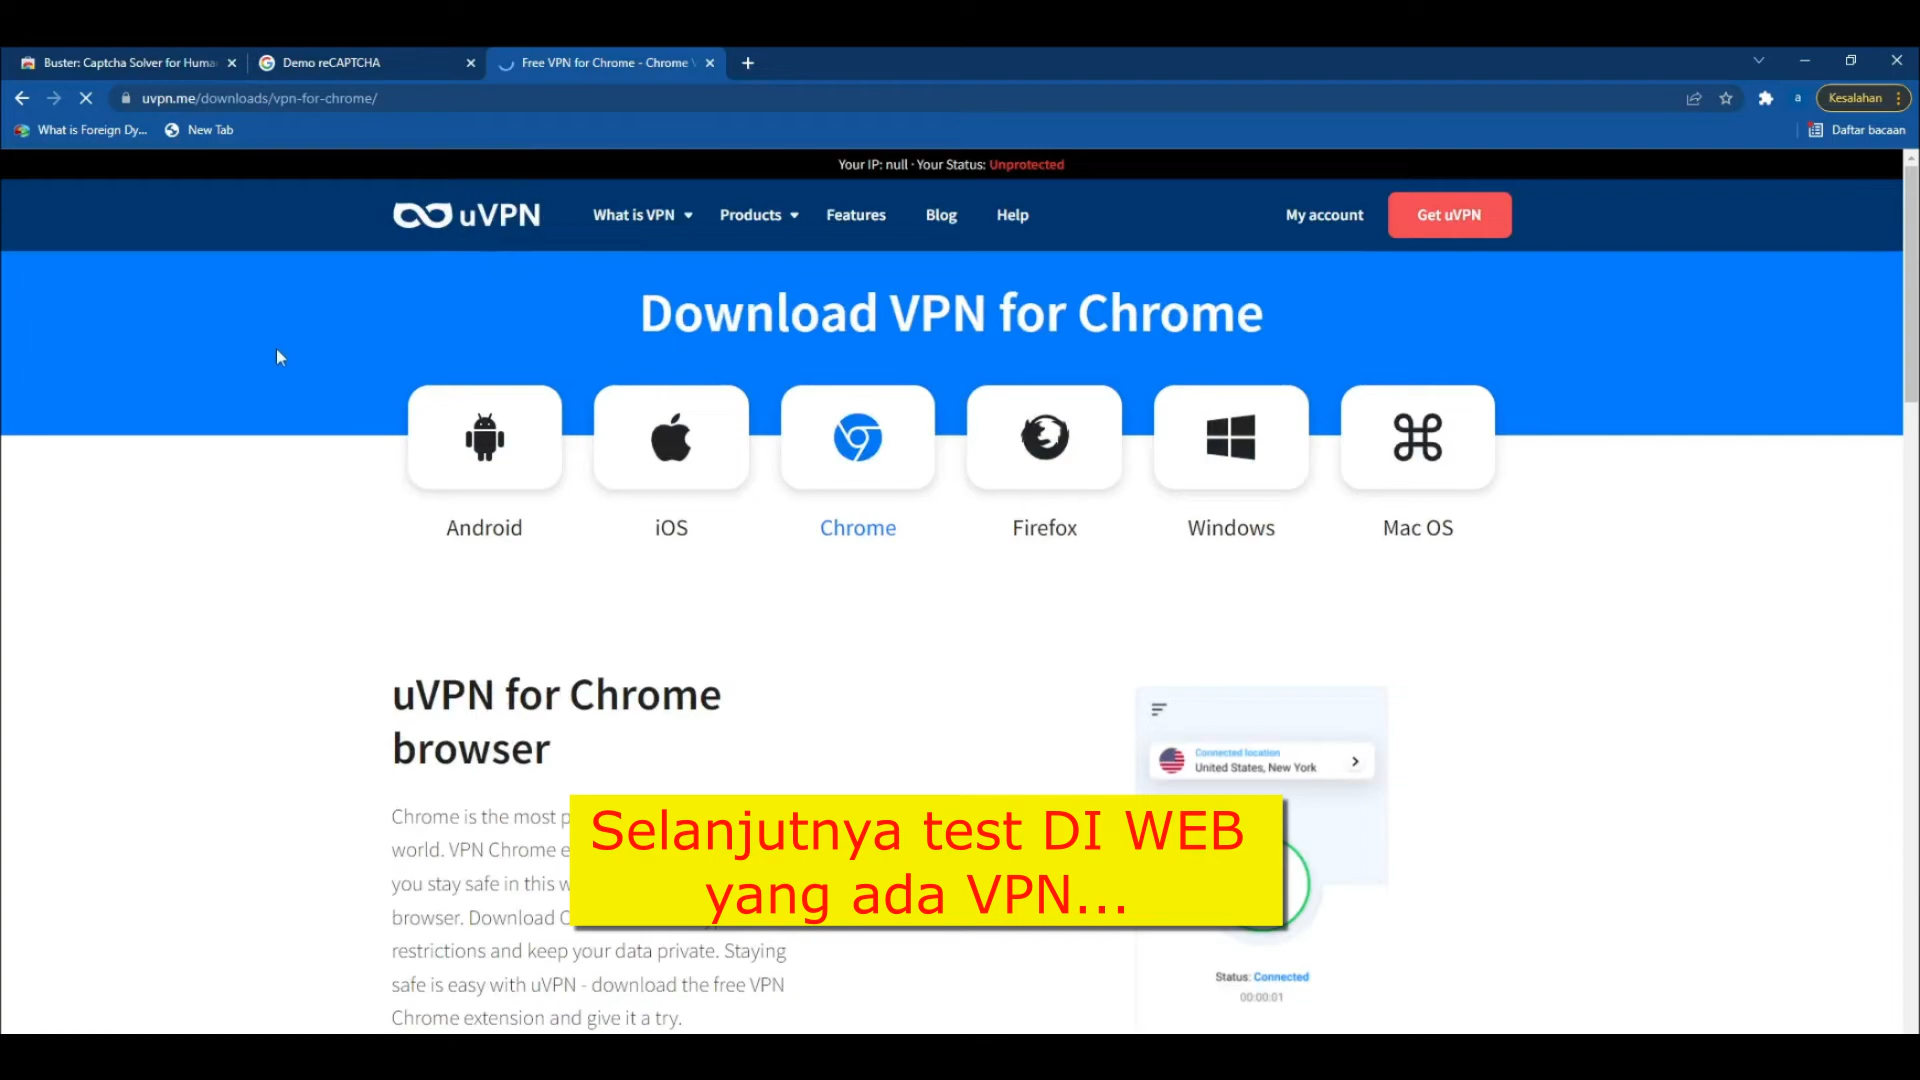 Buster: Captcha Solver for Huma
Demo reCAPTCHA
Free VPN for Chrome - Chrome
uvpn.me/downloads/vpn-for-chrome/
a
Kesalahan
What is Foreign Dy...
New Tab
Daftar bacaan
Your IP: null · Your Status: Unprotected
uVPN
What is VPN
Products
Features
Blog
Help
My account
Get uVPN
Download VPN for Chrome
Android
iOS
Chrome
Firefox
Windows
Mac OS
uVPN for Chrome
browser
Connected location
United States, New York
Chrome is the most
world. VPN Chrome
you stay safe in this
browser. Download
restrictions and keep your data private. Staying
safe is easy with uVPN - download the free VPN
Chrome extension and give it a try.
Selanjutnya test DI WEB
yang ada VPN...
Status: Connected
00:00:01